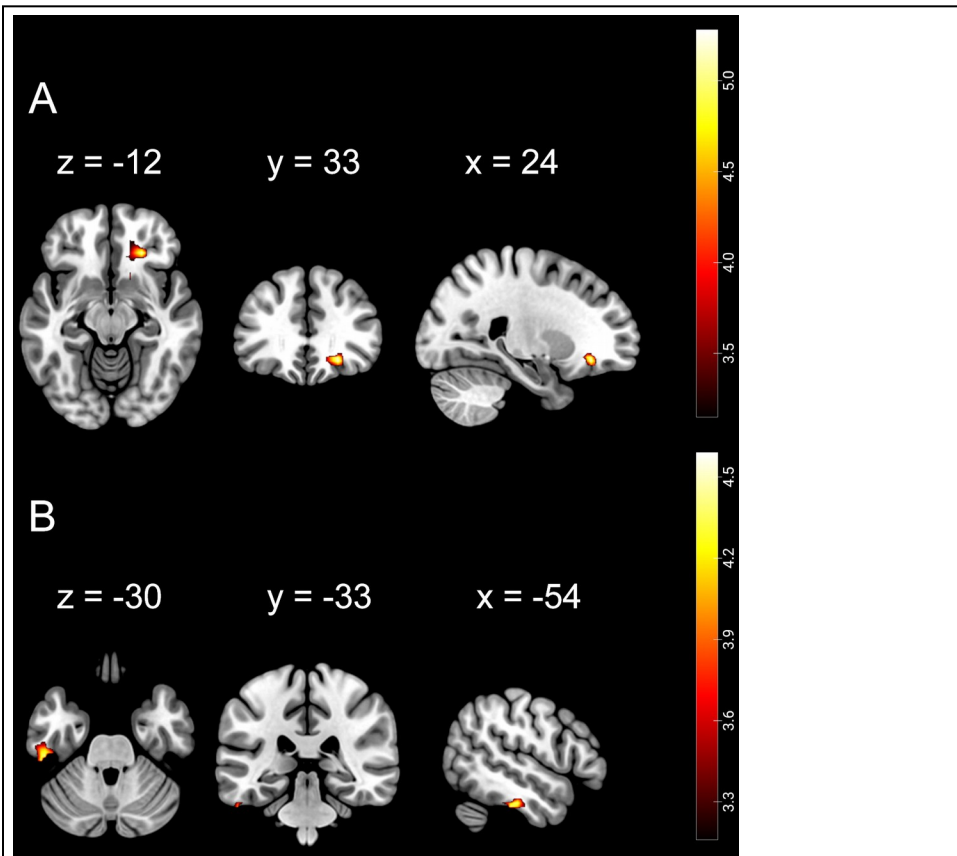 A
z = -12 y = 33 x = 24
5.0
4.5
4.0
3.5
B
z = -30 y = -33 x = -54
4.5
4.2
3.9
3.6
3.3